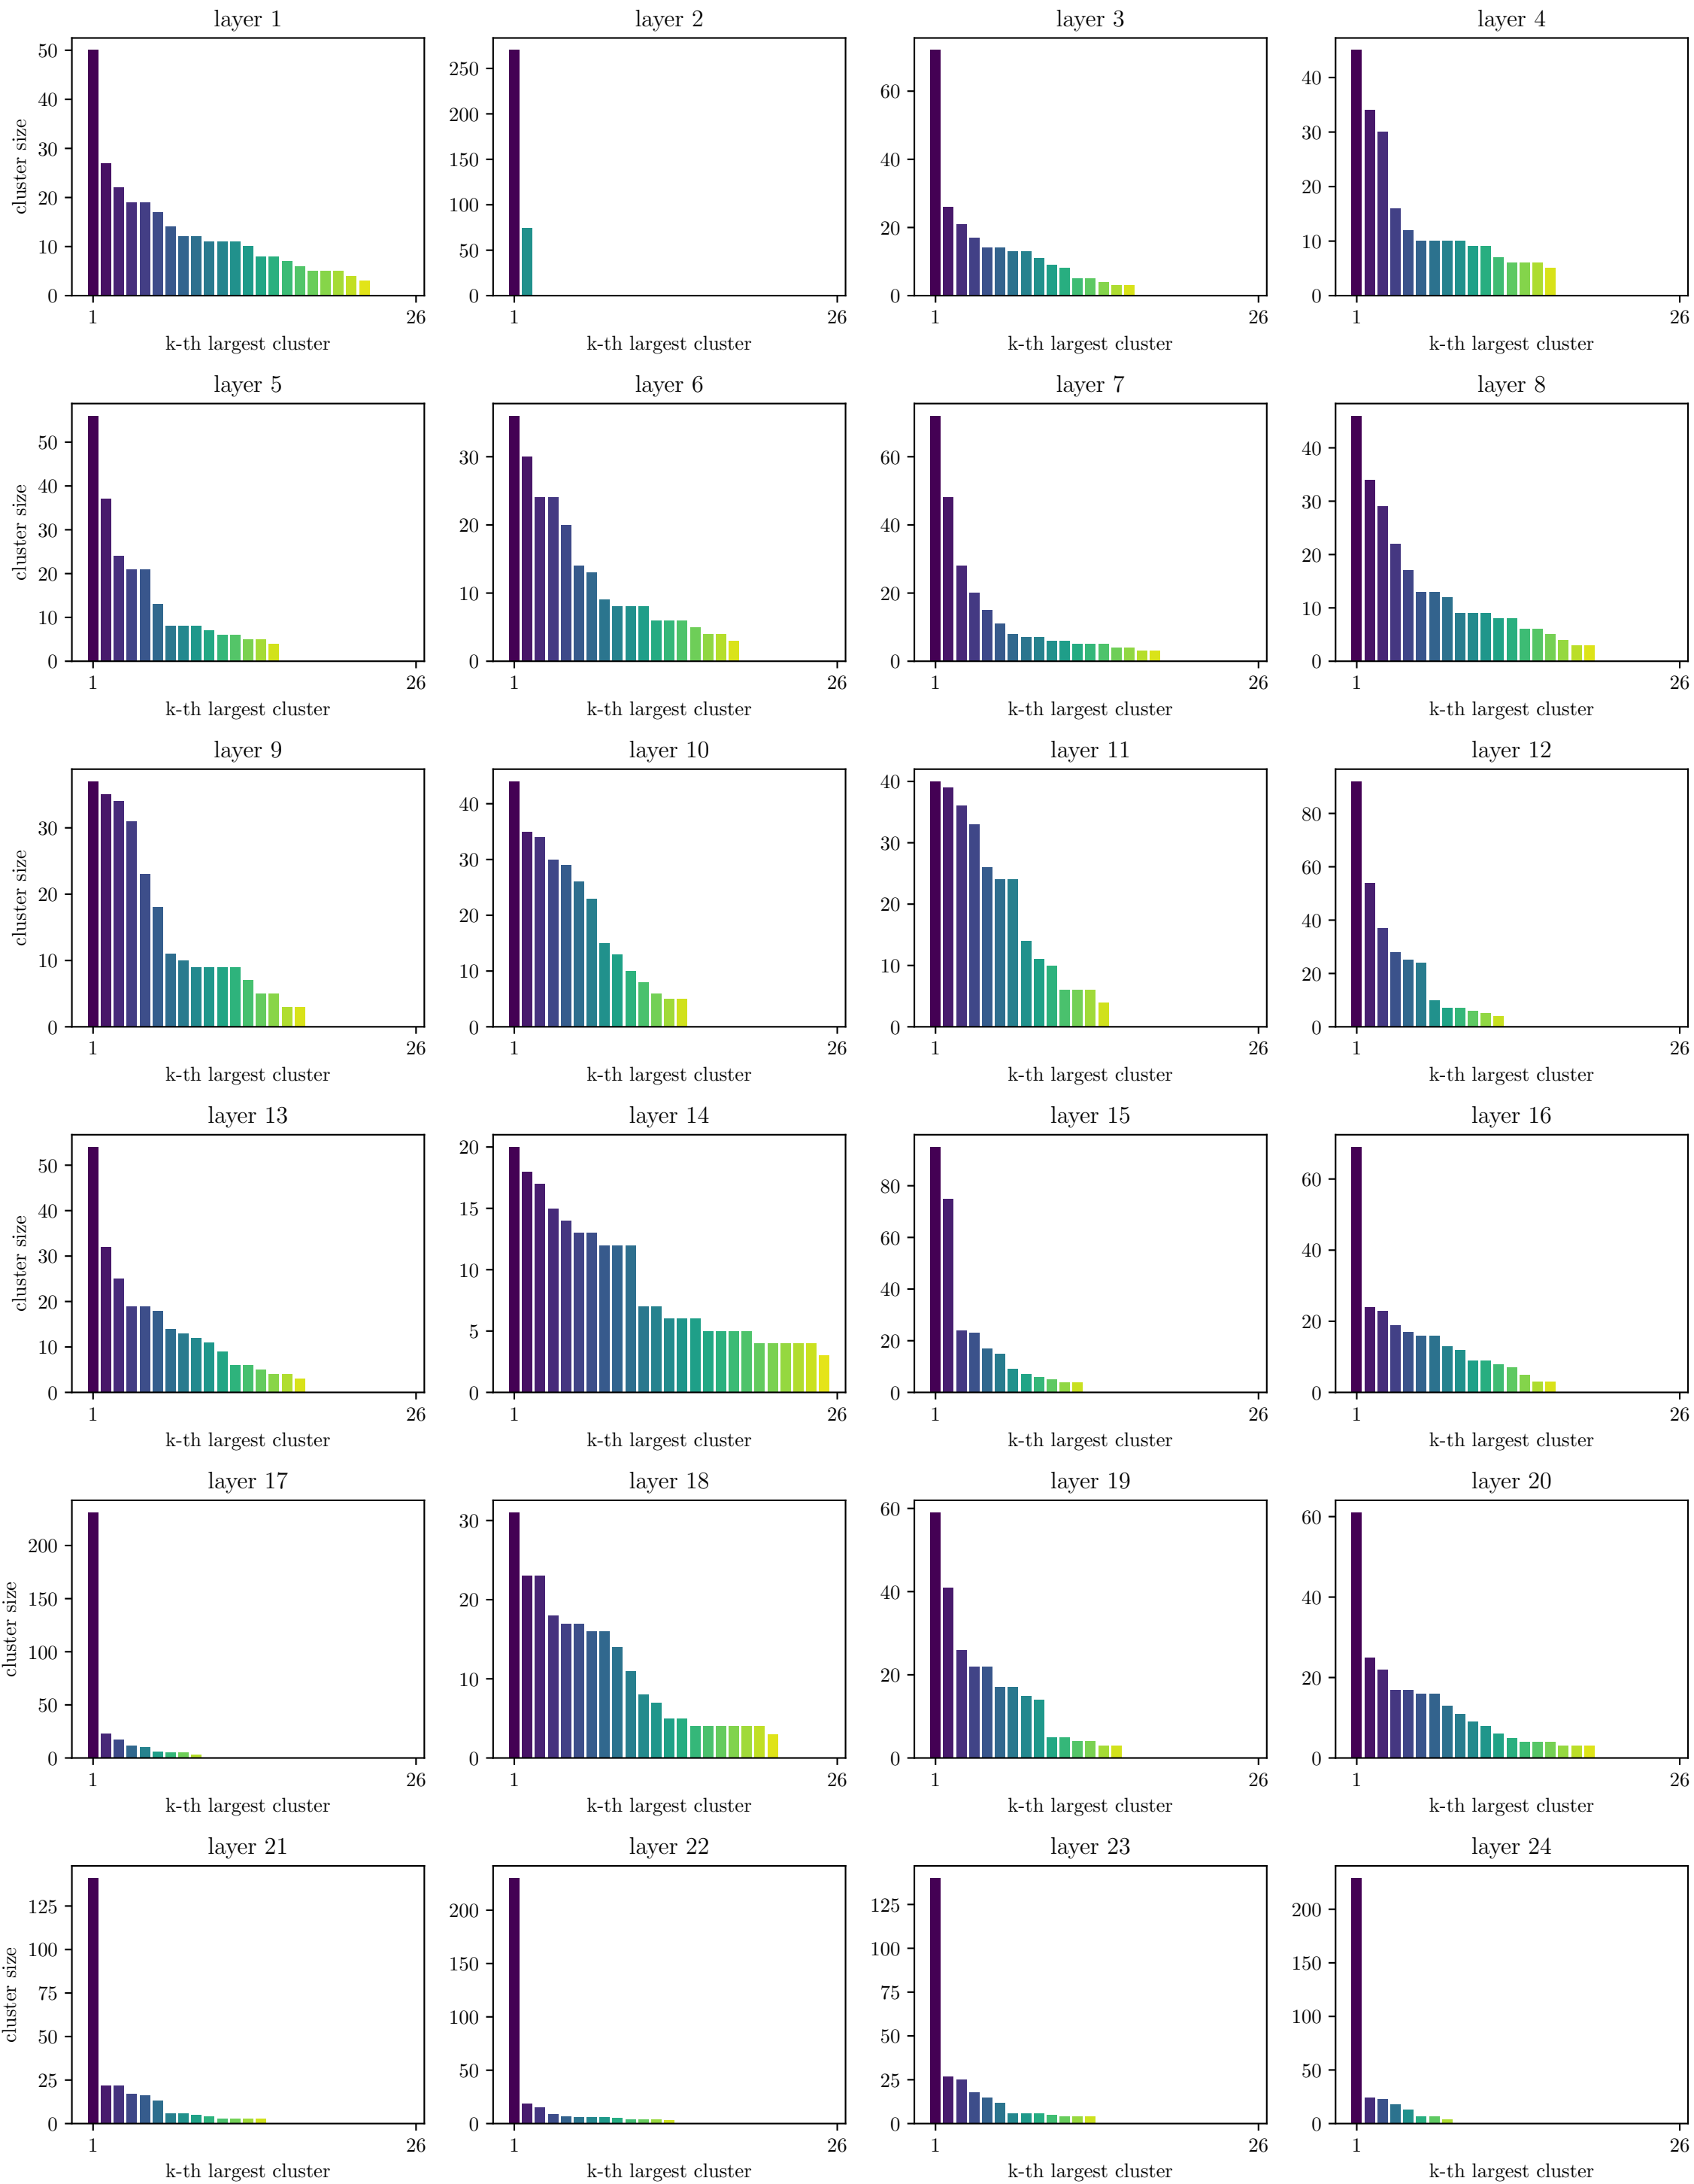 layer 1
layer 2
layer 3
layer 4
cluster size
50
40
30
20
10
0
250
200
150
100
50
0
60
40
20
0
40
30
20
10
0
1 26
1 26
1 26
1 26
k-th largest cluster
k-th largest cluster
k-th largest cluster
k-th largest cluster
layer 5
layer 6
layer 7
layer 8
cluster size
50
40
30
20
10
0
30
20
10
0
60
40
20
0
40
30
20
10
0
1 26
1 26
1 26
1 26
k-th largest cluster
k-th largest cluster
k-th largest cluster
k-th largest cluster
layer 9
layer 10
layer 11
layer 12
cluster size
30
20
10
0
40
30
20
10
0
40
30
20
10
0
80
60
40
20
0
1 26
1 26
1 26
1 26
k-th largest cluster
k-th largest cluster
k-th largest cluster
k-th largest cluster
layer 13
layer 14
layer 15
layer 16
cluster size
50
40
30
20
10
0
20
15
10
5
0
80
60
40
20
0
60
40
20
0
1 26
1 26
1 26
1 26
k-th largest cluster
k-th largest cluster
k-th largest cluster
k-th largest cluster
layer 17
layer 18
layer 19
layer 20
cluster size
200
150
100
50
0
30
20
10
0
60
40
20
0
60
40
20
0
1 26
1 26
1 26
1 26
k-th largest cluster
k-th largest cluster
k-th largest cluster
k-th largest cluster
layer 21
layer 22
layer 23
layer 24
cluster size
125
100
75
50
25
0
200
150
100
50
0
125
100
75
50
25
0
200
150
100
50
0
1 26
1 26
1 26
1 26
k-th largest cluster
k-th largest cluster
k-th largest cluster
k-th largest cluster